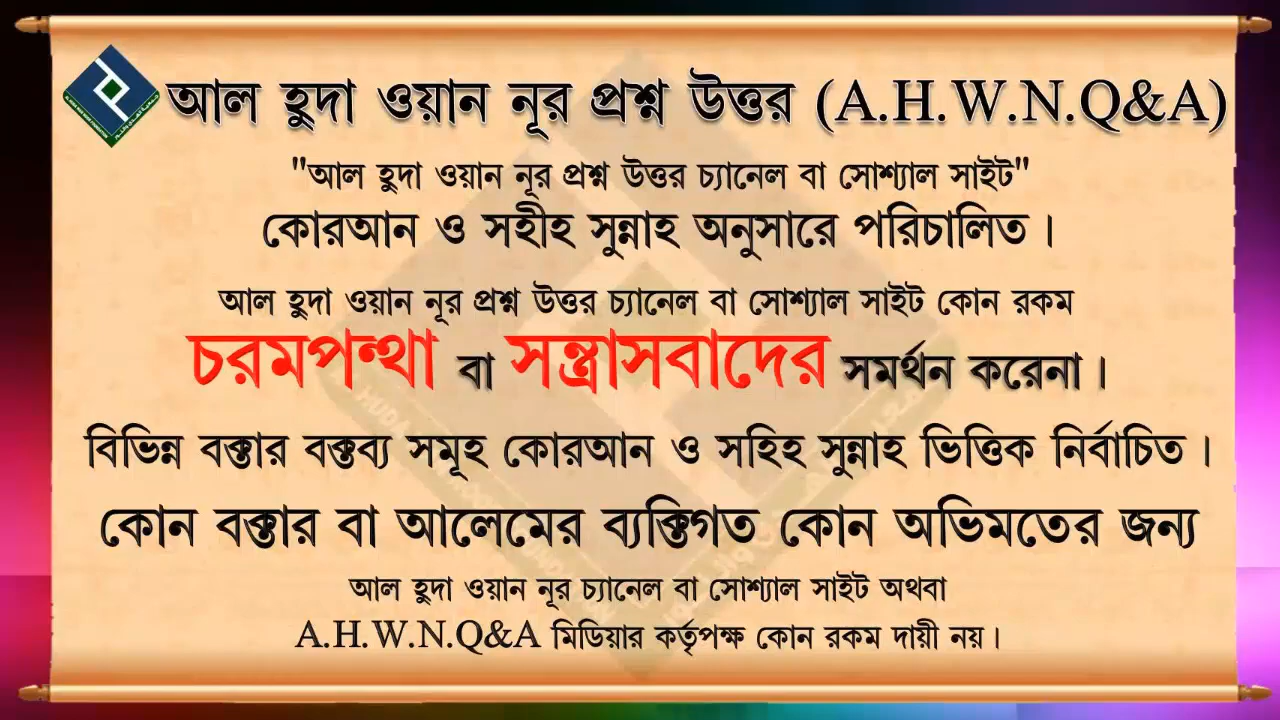 আল হুদা ওয়ান নূর প্রশ্ন উত্তর (A.H.W.N.Q&A)
"আল হুদা ওয়ান নূর প্রশ্ন উত্তর চ্যানেল বা সোশ্যাল সাইট"
কোরআন ও সহীহ সুন্নাহ অনুসারে পরিচালিত।
আল হুদা ওয়ান নূর প্রশ্ন উত্তর চ্যানেল বা সোশ্যাল সাইট কোন রকম
চরমপন্থা বা সন্ত্রাসবাদের সমর্থন করেনা।
বিভিন্ন বক্তার বক্তব্য সমূহ কোরআন ও সহিহ সুন্নাহ ভিত্তিক নির্বাচিত।
কোন বক্তার বা আলেমের ব্যক্তিগত কোন অভিমতের জন্য
আল হুদা ওয়ান নূর চ্যানেল বা সোশ্যাল সাইট অথবা
A.H.W.N.Q&A মিডিয়ার কর্তৃপক্ষ কোন রকম দায়ী নয়।